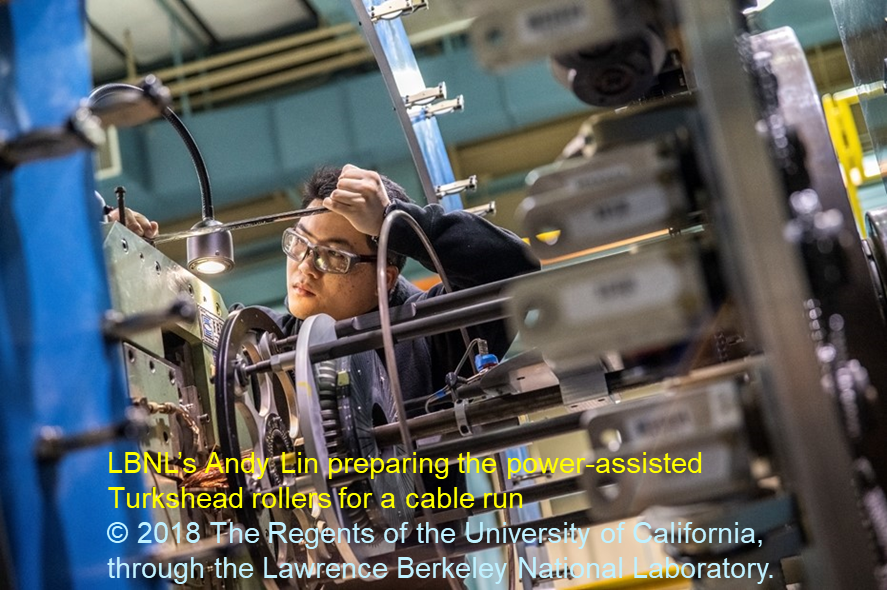 LBNL's Andy Lin preparing the power-assisted
Turkshead rollers for a cable run
© 2018 The Regents of the University of California,
through the Lawrence Berkeley National Laboratory.